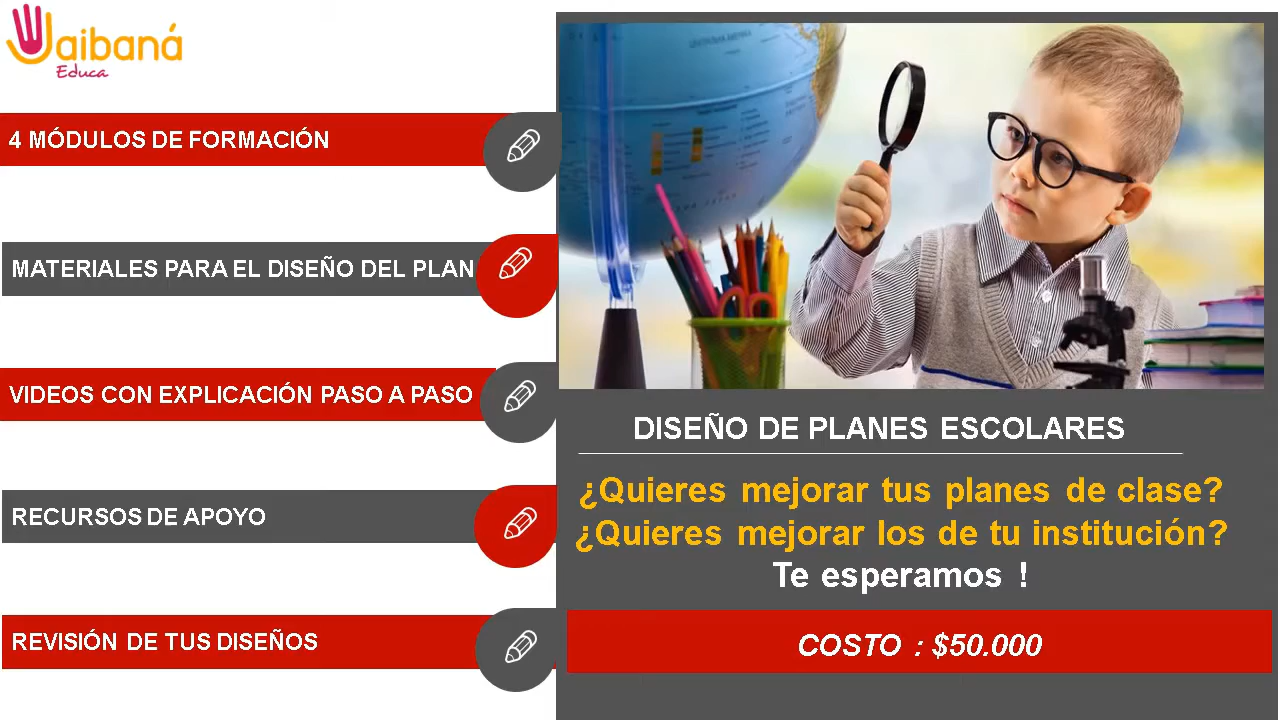 Jaibaná
Educa
4 MÓDULOS DE FORMACIÓN
MATERIALES PARA EL DISEÑO DEL PLAN
VIDEOS CON EXPLICACIÓN PASO A PASO
RECURSOS DE APOYO
REVISIÓN DE TUS DISEÑOS
DISEÑO DE PLANES ESCOLARES
¿Quieres mejorar tus planes de clase?
¿Quieres mejorar los de tu institución?
Te esperamos !
COSTO : $50.000